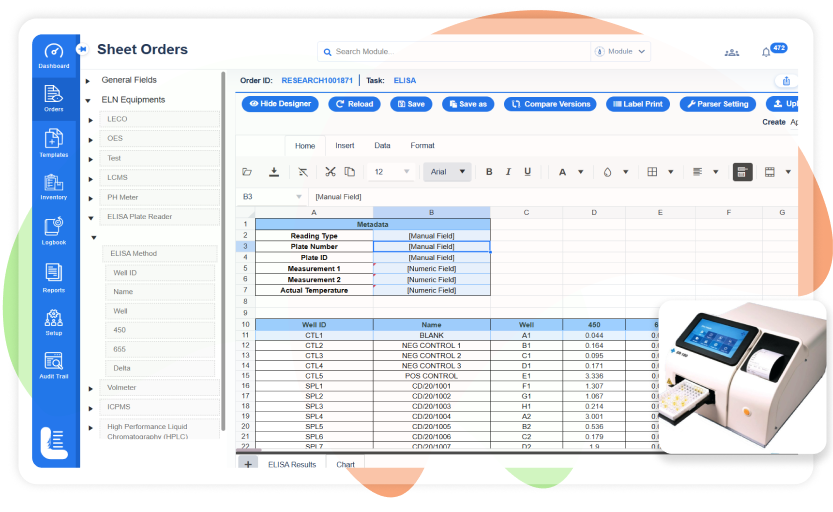 Sheet Orders
Search Module...
Module
472
Dashboard
Orders
Templates
Inventory
Logbook
Reports
Setup
Audit Trail
General Fields
ELN Equipments
LECO
OES
Test
LCMS
PH Meter
ELISA Plate Reader
ELISA Method
Well ID
Name
Well
450
655
Delta
Volmeter
ICPMS
High Performance Liquid
Chromatography (HPLC)
Order ID: RESEARCH1001871 Task: ELISA
Hide Designer Reload Save Save as Compare Versions Label Print Parser Setting Upl
Create Ap
Home Insert Data Format
12 Arial B I U A
B3 [Manual Field]
A B C D E F G
1 Metadata
2 Reading Type [Manual Field]
3 Plate Number [Manual Field]
4 Plate ID [Manual Field]
5 Measurement 1 [Numeric Field]
6 Measurement 2 [Numeric Field]
7 Actual Temperature [Numeric Field]
8
9
10 Well ID Name Well 450 6
11 CTL1 BLANK A1 0.044 0.0
12 CTL2 NEG CONTROL 1 B1 0.164 0.0
13 CTL3 NEG CONTROL 2 C1 0.095 0.0
14 CTL4 NEG CONTROL 3 D1 0.171 0.0
15 CTL5 POS CONTROL E1 3.336 0.0
16 SPL1 CD/20/1001 F1 1.307 0.0
17 SPL2 CD/20/1002 G1 1.067 0.0
18 SPL3 CD/20/1003 H1 0.214 0.0
19 SPL4 CD/20/1004 A2 3.001 0.0
20 SPL5 CD/20/1005 B2 0.536 0.0
21 SPL6 CD/20/1006 C2 0.179 0.0
22 SPL7 CD/20/1007 D2 1.9
ELISA Results Chart